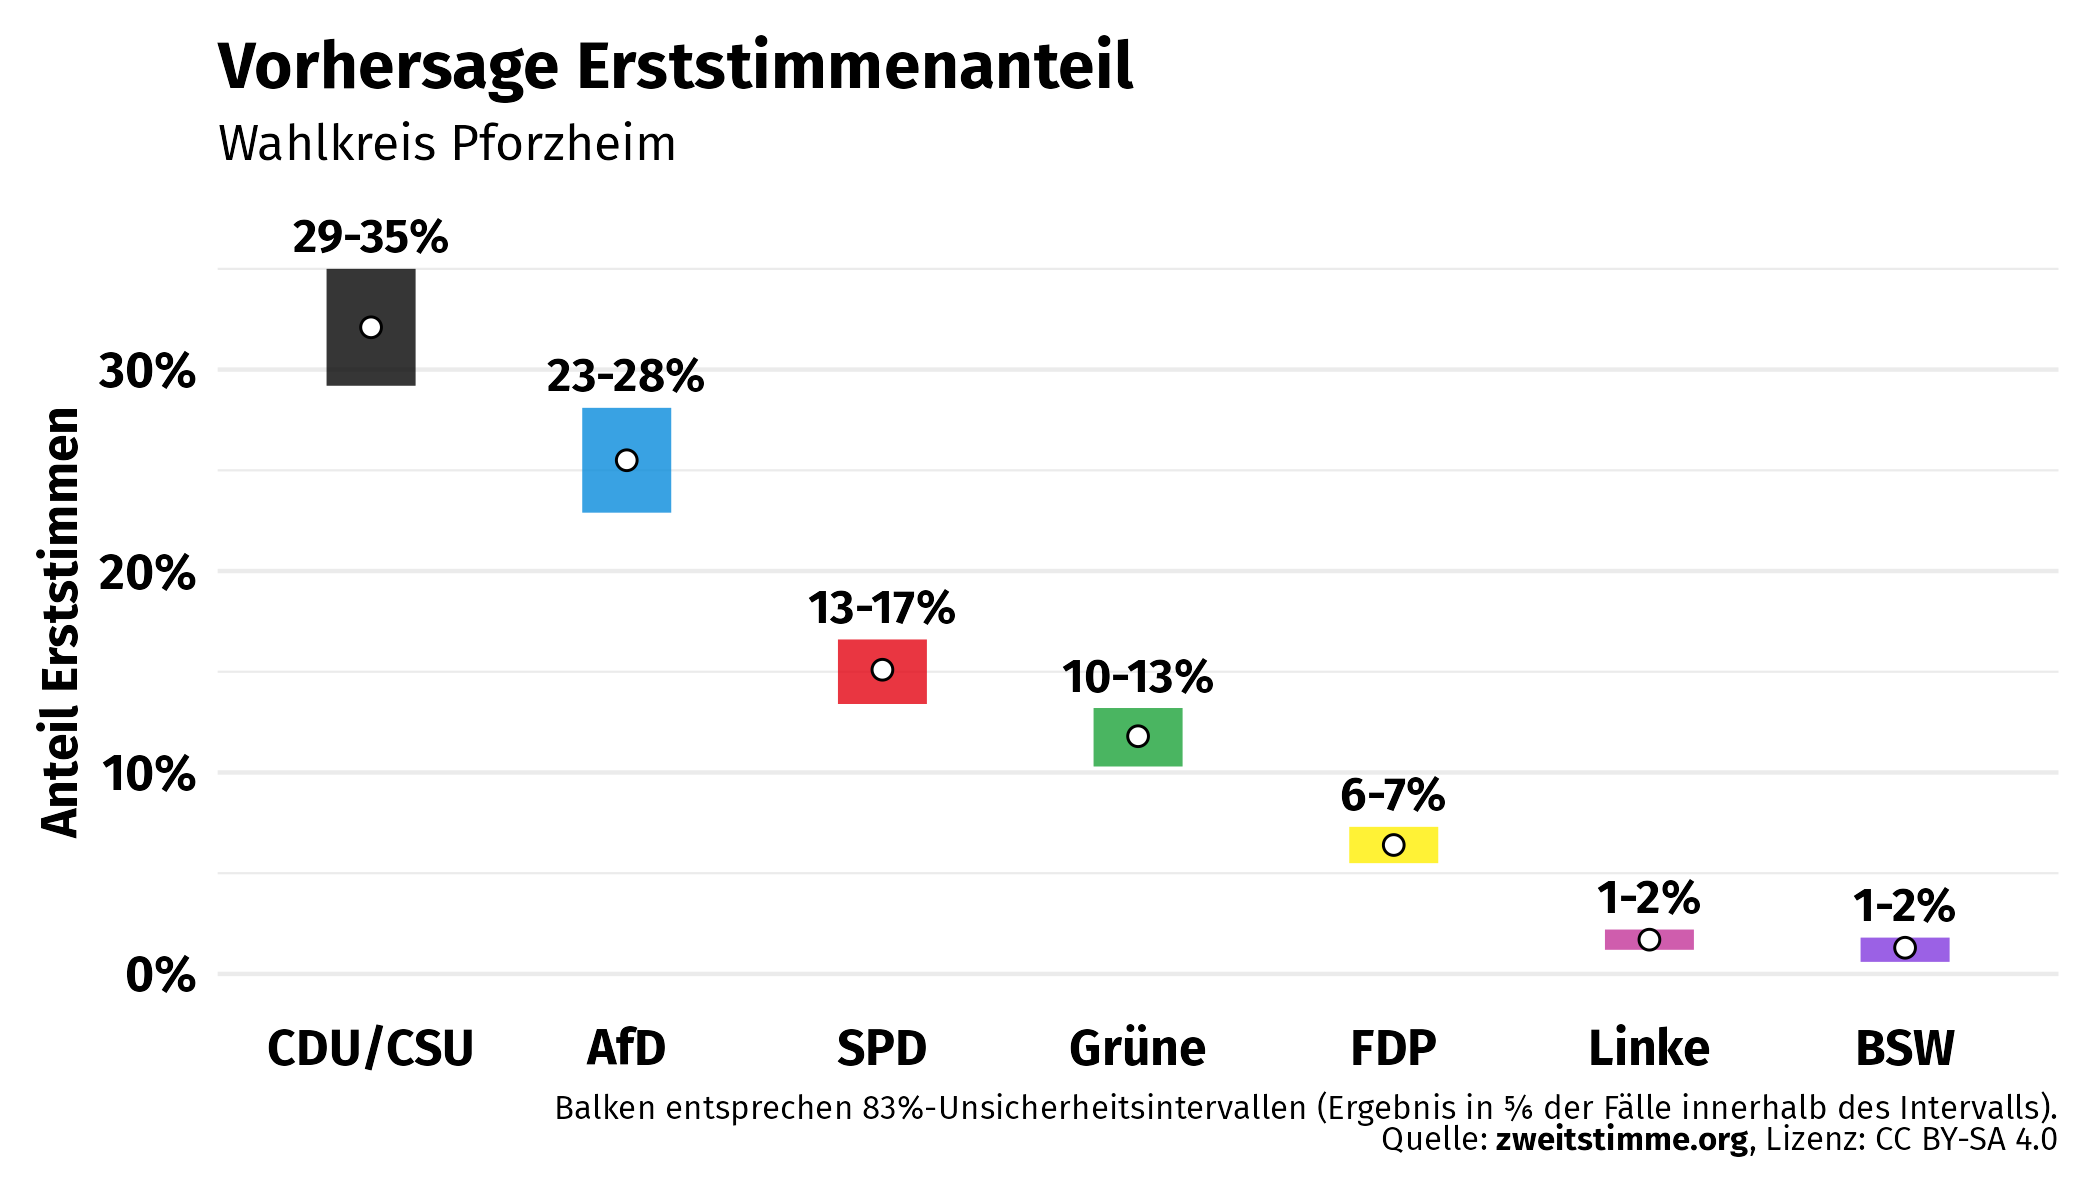 Vorhersage Erststimmenanteil
Wahlkreis Pforzheim
Anteil Erststimmen
30%
20%
10%
0%
29-35%
23-28%
13-17%
10-13%
6-7%
1-2%
1-2%
CDU/CSU AfD SPD Grüne FDP Linke BSW
Balken entsprechen 83%-Unsicherheitsintervallen (Ergebnis in ⅚ der Fälle innerhalb des Intervalls).
Quelle: zweitstimme.org, Lizenz: CC BY-SA 4.0